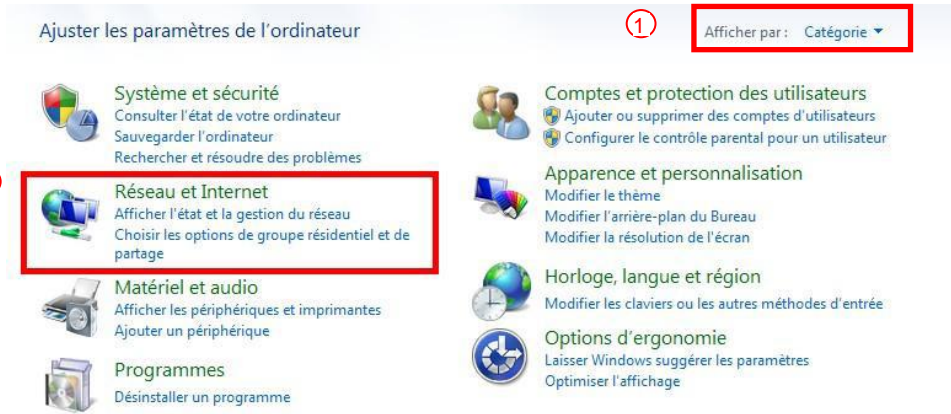 Ajuster les paramètres de l'ordinateur
1
Afficher par : Catégorie
Système et sécurité
Consulter l'état de votre ordinateur
Sauvegarder l'ordinateur
Rechercher et résoudre des problèmes
Réseau et Internet
Afficher l'état et la gestion du réseau
Choisir les options de groupe résidentiel et de
partage
Matériel et audio
Afficher les périphériques et imprimantes
Ajouter un périphérique
Programmes
Désinstaller un programme
Comptes et protection des utilisateurs
Ajouter ou supprimer des comptes d'utilisateurs
Configurer le contrôle parental pour un utilisateur
Apparence et personnalisation
Modifier le thème
Modifier l'arrière-plan du Bureau
Modifier la résolution de l'écran
Horloge, langue et région
Modifier les claviers ou les autres méthodes d'entrée
Options d'ergonomie
Laisser Windows suggérer les paramètres
Optimiser l'affichage